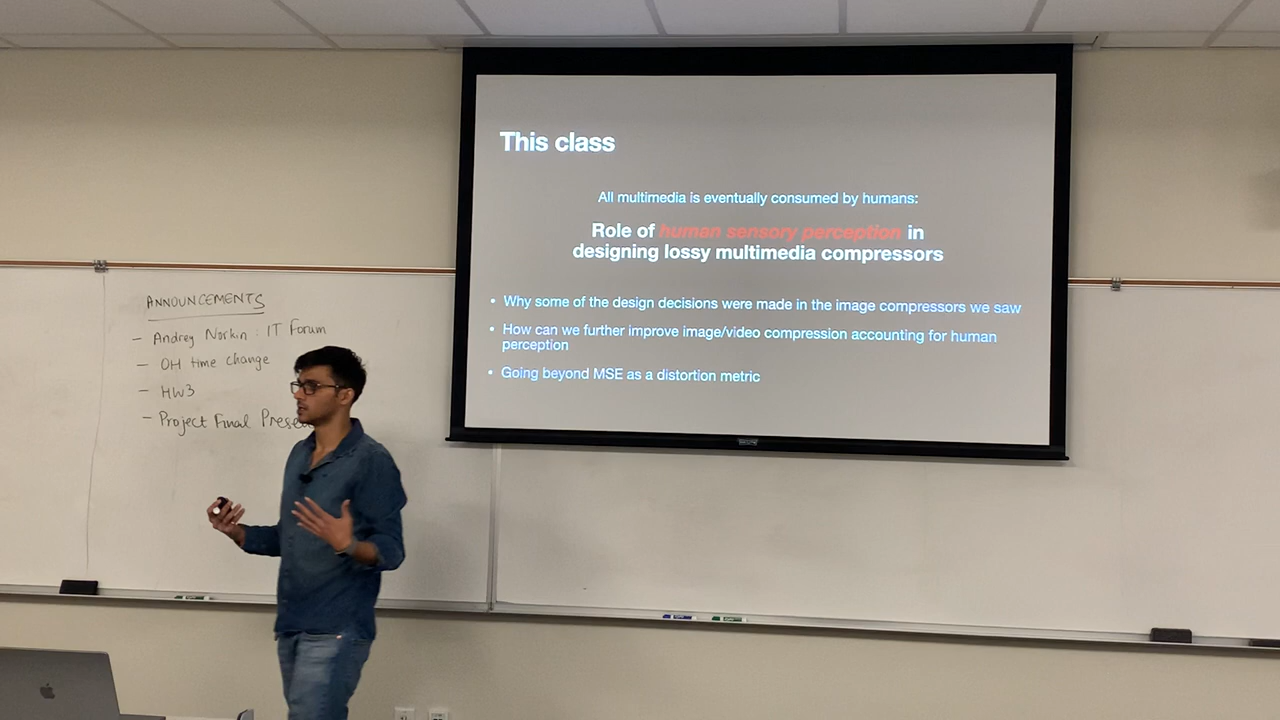 ANNOUNCEMENTS
- Andrey Norkin : IT Forum
- OH time change
- HW3
- Project Final
This class
All multimedia is eventually consumed by humans:
Role of human sensory perception in
designing lossy multimedia compressors
• Why some of the design decisions were made in the image compressors we saw
• How can we further improve image/video compression accounting for human
perception
• Going beyond MSE as a distortion metric